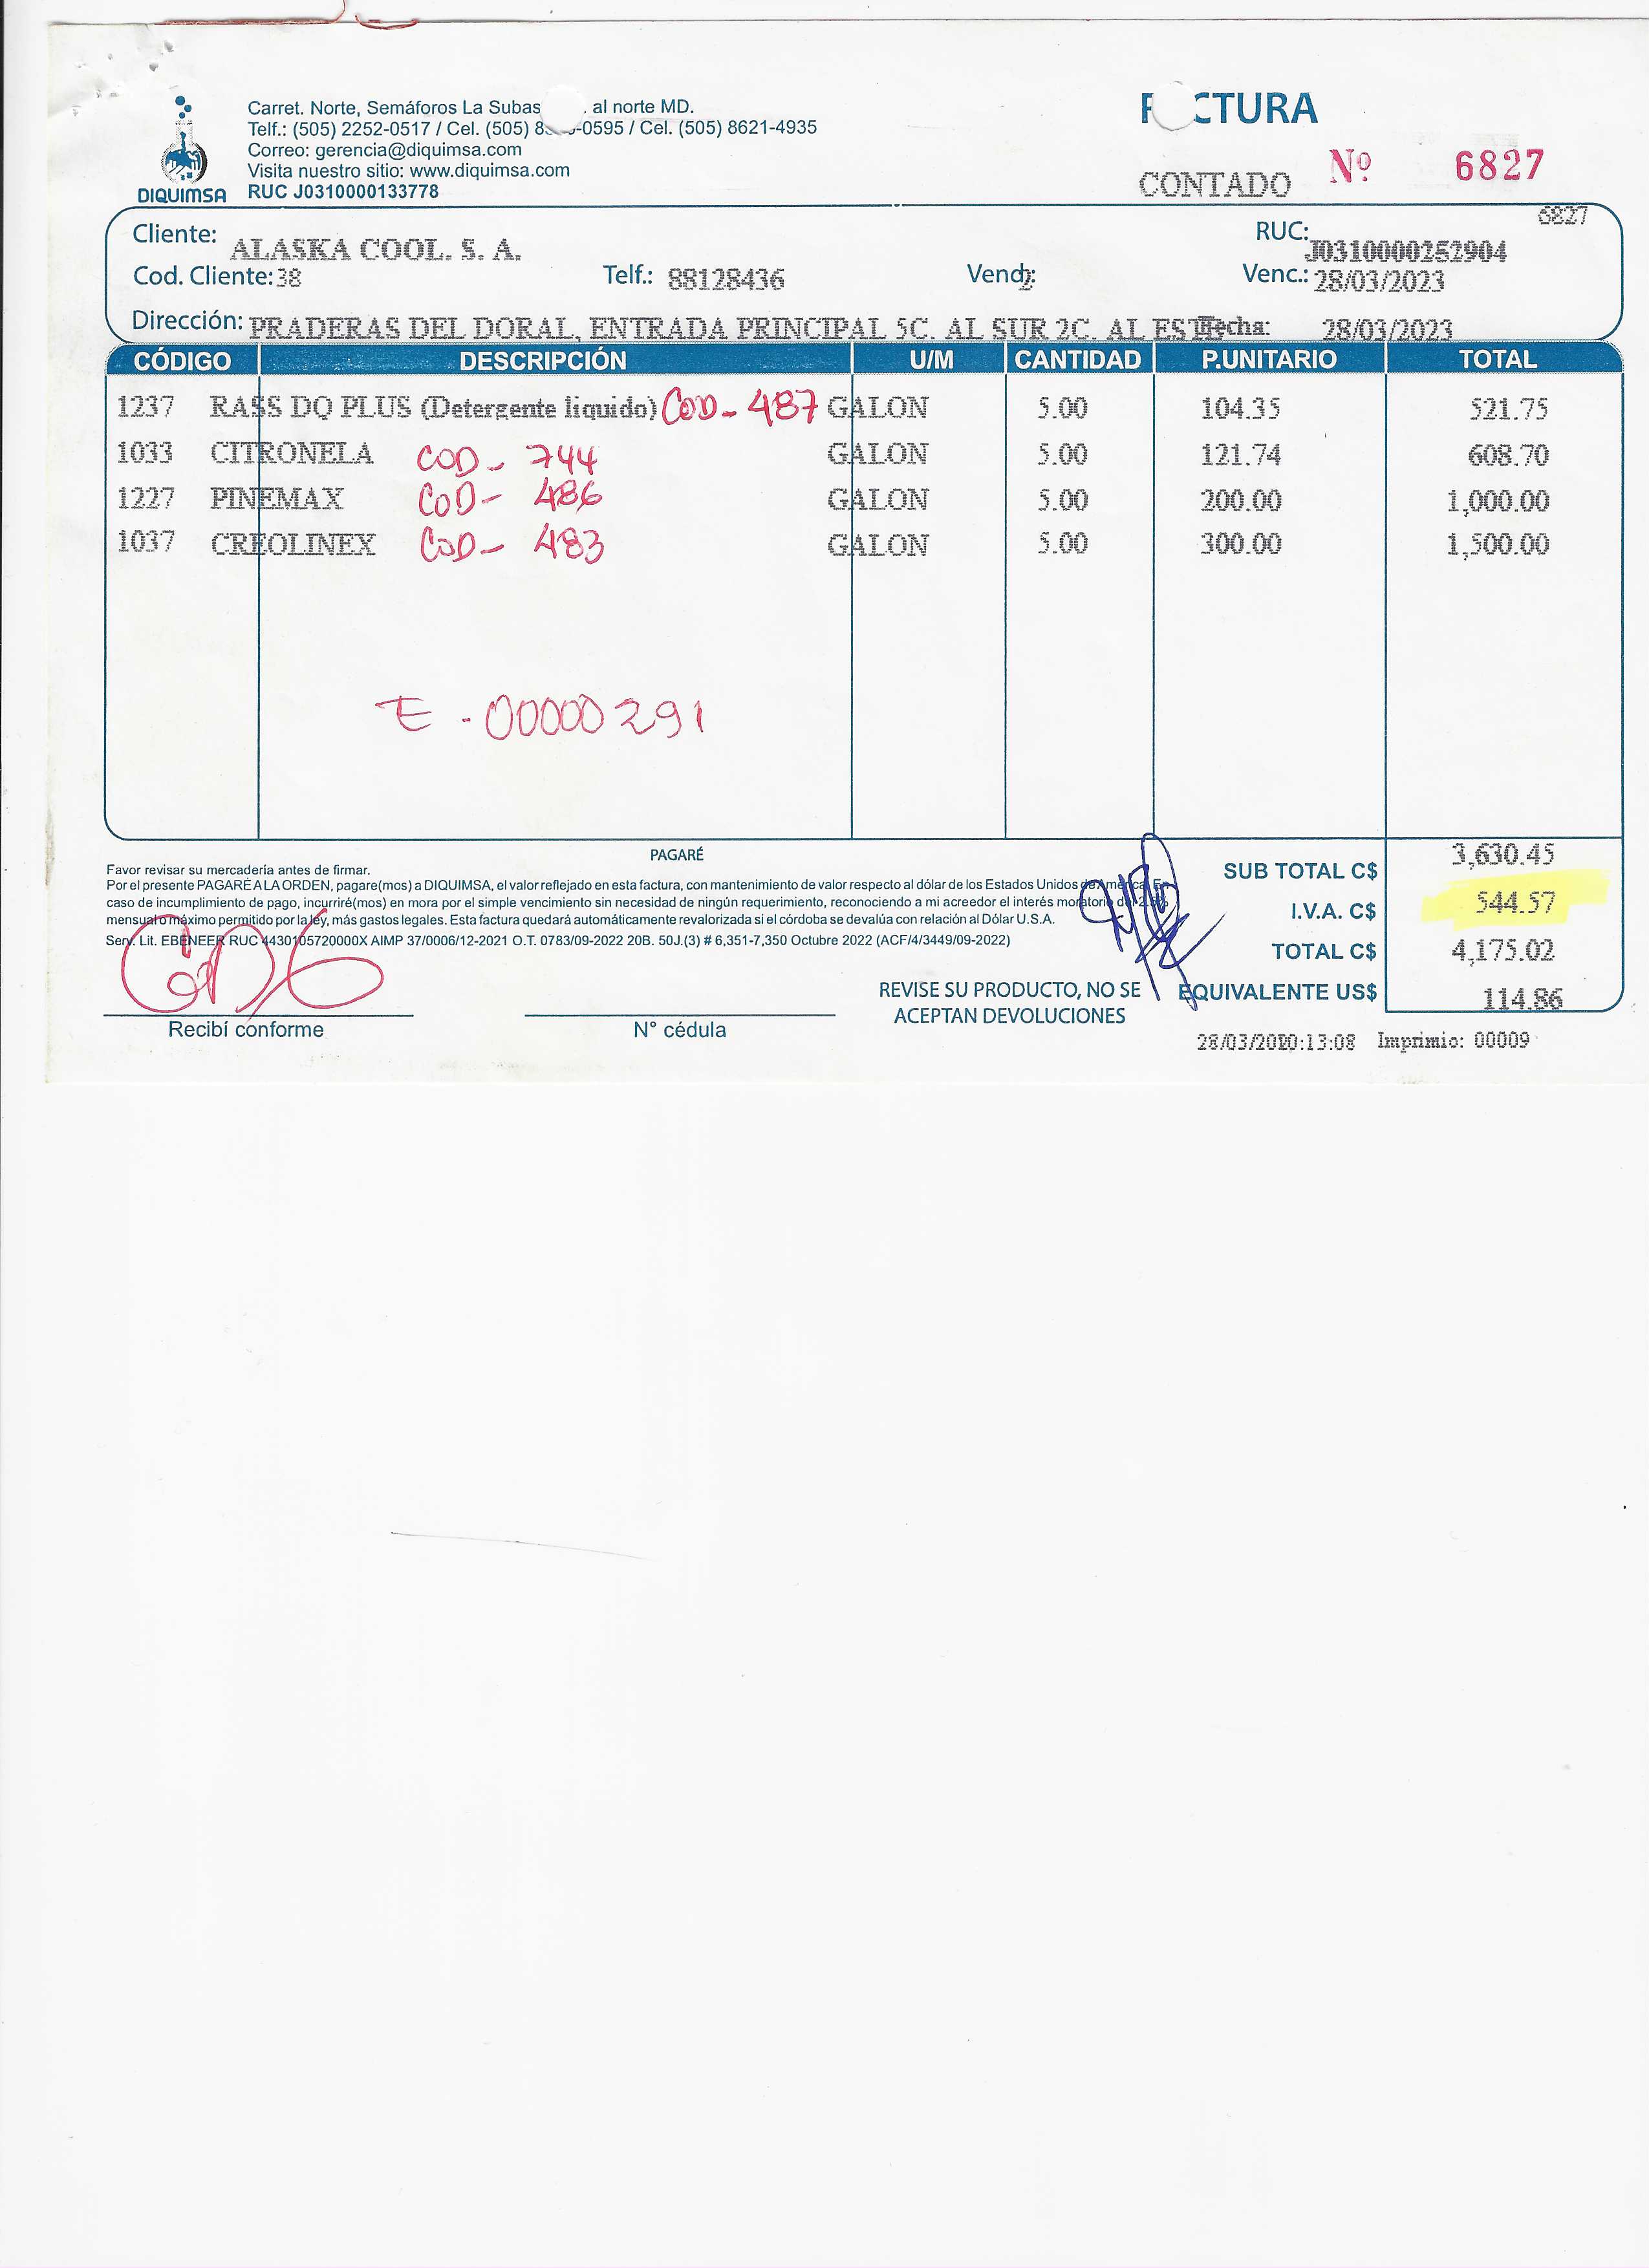 Carret. Norte, Semáforos La Subas al norte MD.
Telf.: (505) 2252-0517 / Cel. (505) -0595 / Cel. (505) 8621-4935
Correo: gerencia@diquimsa.com
Visita nuestro sitio: www.diquimsa.com
DIQUIMSA RUC J0310000133778
F CTURA
CONTADO Nº 6827
6827
Cliente: ALASKA COOL. S. A. RUC: J0310000252904
Cod. Cliente: 38 Telf.: 88128436 Vend: 2 Venc.: 28/03/2023
Dirección: PRADERAS DEL DORAL, ENTRADA PRINCIPAL 5C. AL SUR 2C. AL ESTE Fecha: 28/03/2023
CÓDIGO DESCRIPCIÓN U/M CANTIDAD P.UNITARIO TOTAL
1237 RASS DQ PLUS (Detergente liquido) COD- 487 GALON 5.00 104.35 521.75
1033 CITRONELA COD- 744 GALON 5.00 121.74 608.70
1227 PINEMAX COD- 486 GALON 5.00 200.00 1,000.00
1037 CREOLINEX COD- 483 GALON 5.00 300.00 1,500.00
E - 00000291
PAGARÉ
Favor revisar su mercadería antes de firmar.
Por el presente PAGARÉ A LA ORDEN, pagare(mos) a DIQUIMSA, el valor reflejado en esta factura, con mantenimiento de valor respecto al dólar de los Estados Unidos de América. En
caso de incumplimiento de pago, incurriré(mos) en mora por el simple vencimiento sin necesidad de ningún requerimiento, reconociendo a mi acreedor el interés moratorio de
mensual o máximo permitido por la ley, más gastos legales. Esta factura quedará automáticamente revalorizada si el córdoba se devalúa con relación al Dólar U.S.A.
Serv. Lit. EBENEER RUC 4430105720000X AIMP 37/0006/12-2021 O.T. 0783/09-2022 20B. 50J.(3) # 6,351-7,350 Octubre 2022 (ACF/4/3449/09-2022)
SUB TOTAL C$ 3,630.45
I.V.A. C$ 544.57
TOTAL C$ 4,175.02
EQUIVALENTE US$ 114.86
REVISE SU PRODUCTO, NO SE
ACEPTAN DEVOLUCIONES
Recibí conforme N° cédula
28/03/20 10:13:08 Imprimio: 00009